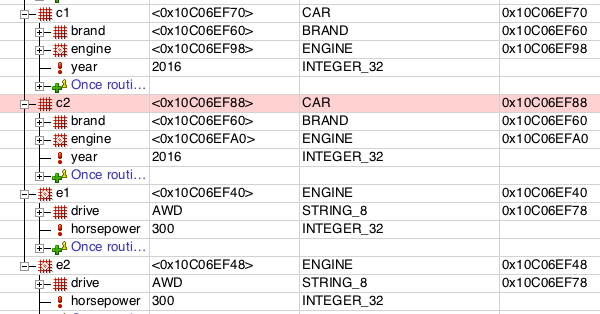 c1 <0x10C06EF70> CAR 0x10C06EF70
brand <0x10C06EF60> BRAND 0x10C06EF60
engine <0x10C06EF98> ENGINE 0x10C06EF98
year 2016 INTEGER_32
Once routi...
c2 <0x10C06EF88> CAR 0x10C06EF88
brand <0x10C06EF60> BRAND 0x10C06EF60
engine <0x10C06EFA0> ENGINE 0x10C06EFA0
year 2016 INTEGER_32
Once routi...
e1 <0x10C06EF40> ENGINE 0x10C06EF40
drive AWD STRING_8 0x10C06EF78
horsepower 300 INTEGER_32
Once routi...
e2 <0x10C06EF48> ENGINE 0x10C06EF48
drive AWD STRING_8 0x10C06EF78
horsepower 300 INTEGER_32